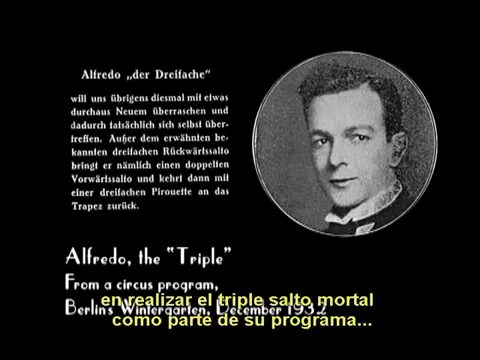 Alfredo „der Dreifache“
will uns übrigens diesmal mit etwas
durchaus Neuem überraschen und
dadurch tatsächlich sich selbst über-
treffen. Außer dem erwähnten be-
kannten dreifachen Rückwärtssalto
bringt er nämlich einen doppelten
Vorwärtssalto und kehrt dann mit
einer dreifachen Pirouette an das
Trapez zurück.
Alfredo, the "Triple"
From a circus program,
Berlin's Wintergarten, December 1932
en realizar el triple salto mortal
como parte de su programa...